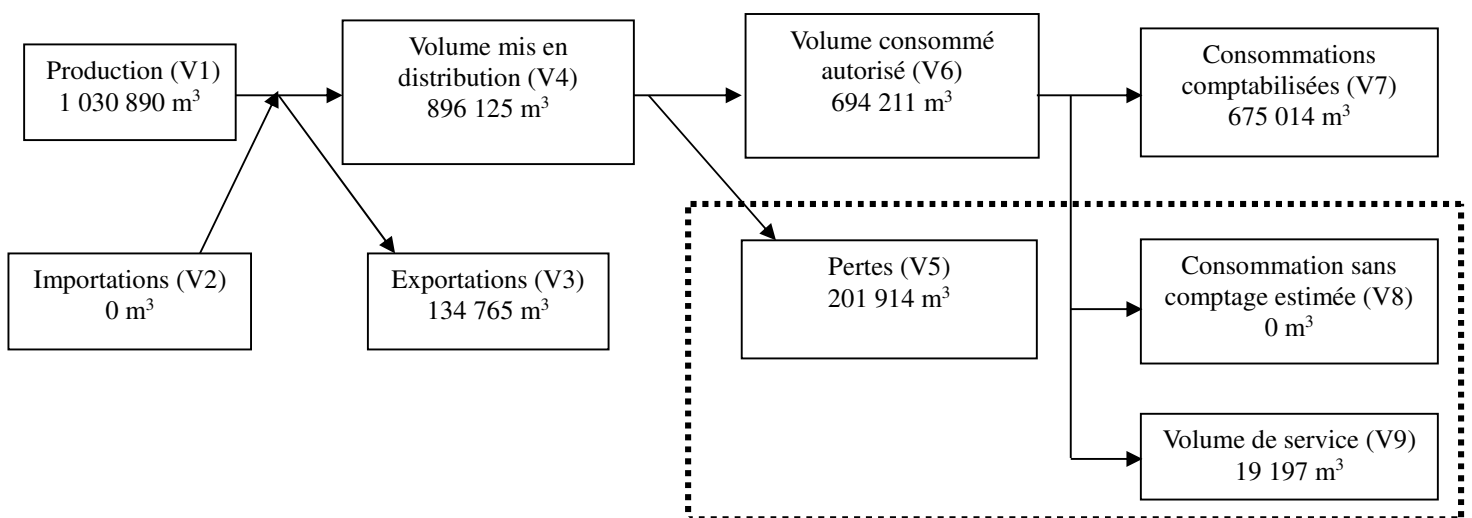 Production (V1)
1 030 890 m³
Volume mis en
distribution (V4)
896 125 m³
Volume consommé
autorisé (V6)
694 211 m³
Consommations
comptabilisées (V7)
675 014 m³
Importations (V2)
0 m³
Exportations (V3)
134 765 m³
Pertes (V5)
201 914 m³
Consommation sans
comptage estimée (V8)
0 m³
Volume de service (V9)
19 197 m³